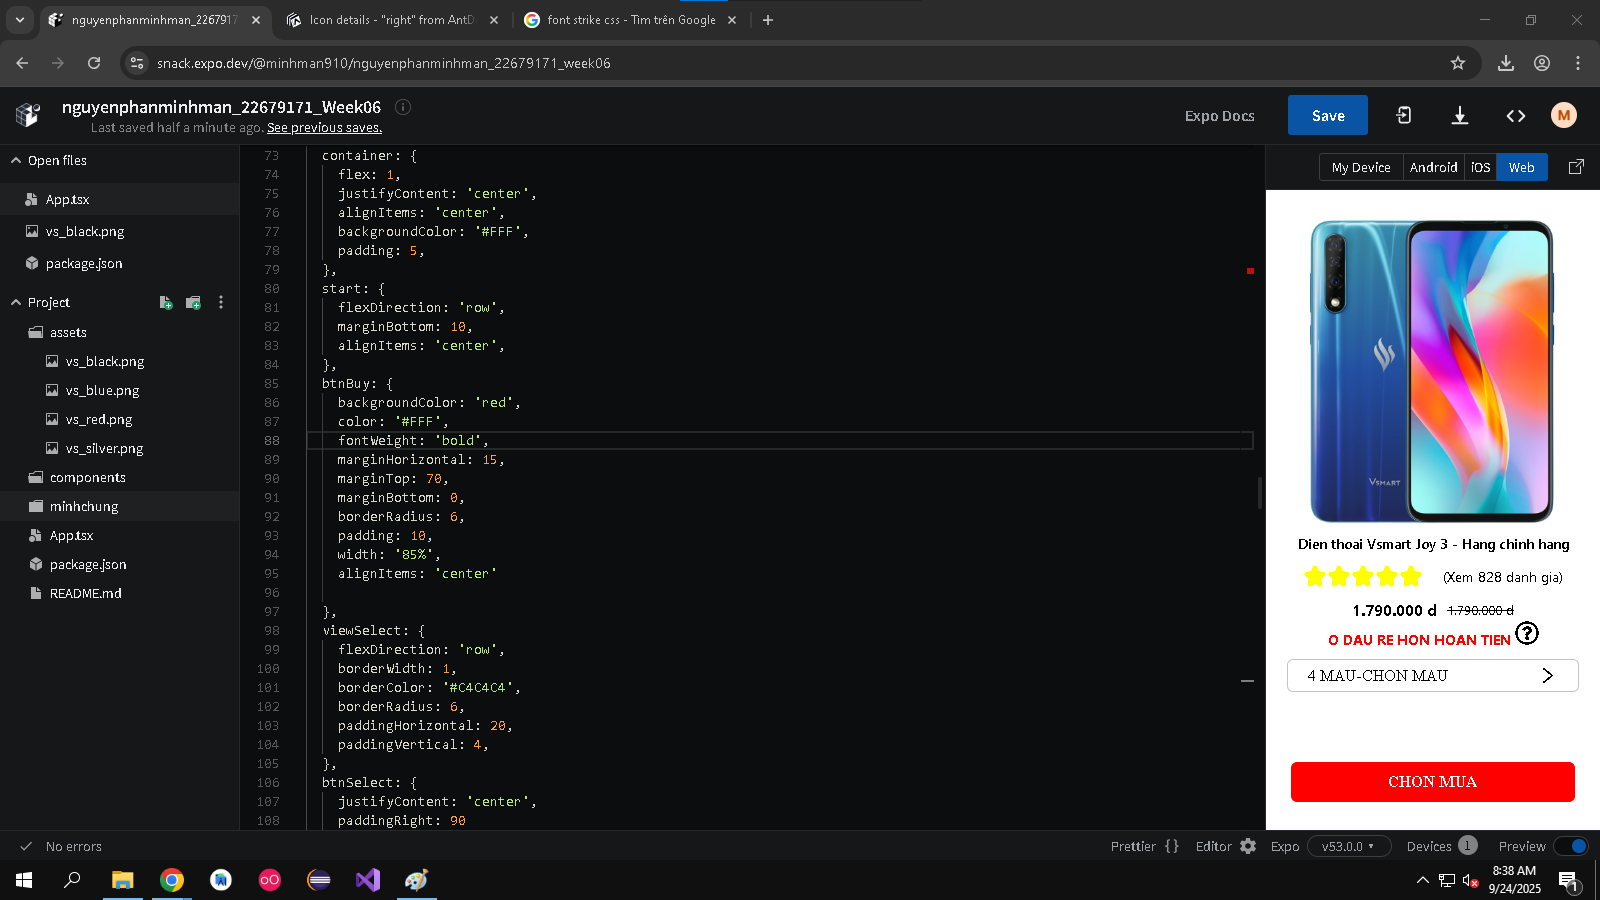 nguyenphanminhman_22679171
Icon details - "right" from AntD
font strike css - Tìm trên Google
snack.expo.dev/@minhman910/nguyenphanminhman_22679171_week06
nguyenphanminhman_22679171_Week06
Last saved half a minute ago. See previous saves.
Expo Docs
Save
M
Open files
App.tsx
vs_black.png
package.json
Project
assets
vs_black.png
vs_blue.png
vs_red.png
vs_silver.png
components
minhchung
App.tsx
package.json
README.md
73 container: {
74 flex: 1,
75 justifyContent: 'center',
76 alignItems: 'center',
77 backgroundColor: '#FFF',
78 padding: 5,
79 },
80 start: {
81 flexDirection: 'row',
82 marginBottom: 10,
83 alignItems: 'center',
84 },
85 btnBuy: {
86 backgroundColor: 'red',
87 color: '#FFF',
88 fontWeight: 'bold',
89 marginHorizontal: 15,
90 marginTop: 70,
91 marginBottom: 0,
92 borderRadius: 6,
93 padding: 10,
94 width: '85%',
95 alignItems: 'center'
96
97 },
98 viewSelect: {
99 flexDirection: 'row',
100 borderWidth: 1,
101 borderColor: '#C4C4C4',
102 borderRadius: 6,
103 paddingHorizontal: 20,
104 paddingVertical: 4,
105 },
106 btnSelect: {
107 justifyContent: 'center',
108 paddingRight: 90
My Device
Android
iOS
Web
VSMART
Dien thoai Vsmart Joy 3 - Hang chinh hang
(Xem 828 danh gia)
1.790.000 d 1.790.000 d
O DAU RE HON HOAN TIEN
4 MAU-CHON MAU
CHON MUA
No errors
Prettier {}
Editor
Expo
v53.0.0
Devices 1
Preview
8:38 AM
9/24/2025
1